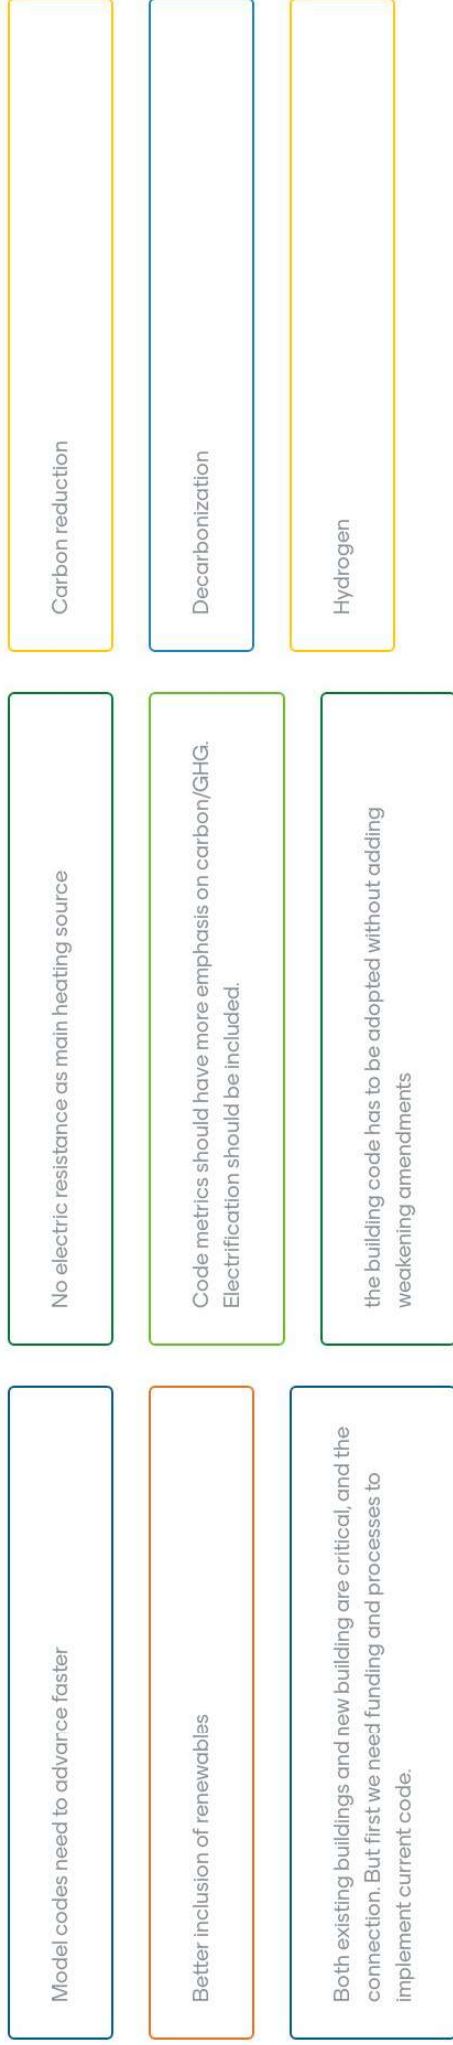 Model codes need to advance faster
Better inclusion of renewables
Both existing buildings and new building are critical, and the
connection. But first we need funding and processes to
implement current code.
No electric resistance as main heating source
Code metrics should have more emphasis on carbon/GHG.
Electrification should be included.
the building code has to be adopted without adding
weakening amendments
Carbon reduction
Decarbonization
Hydrogen